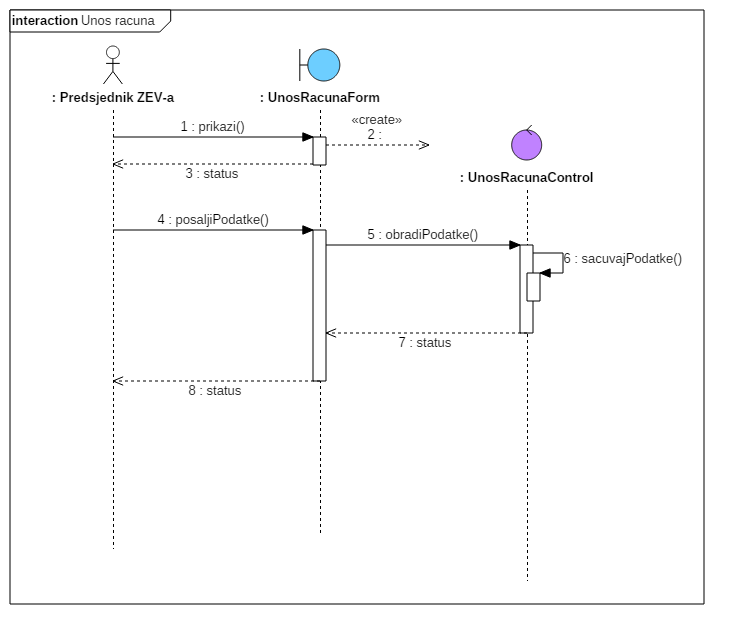 interaction Unos racuna
: Predsjednik ZEV-a
: UnosRacunaForm
1 : prikazi()
«create»
2 :
3 : status
: UnosRacunaControl
4 : posaljiPodatke()
5 : obradiPodatke()
6 : sacuvajPodatke()
7 : status
8 : status